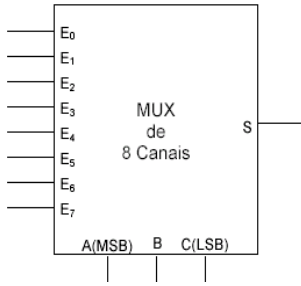 E₀
E₁
E₂
E₃
E₄
E₅
E₆
E₇
MUX
de
8 Canais
S
A(MSB) B C(LSB)